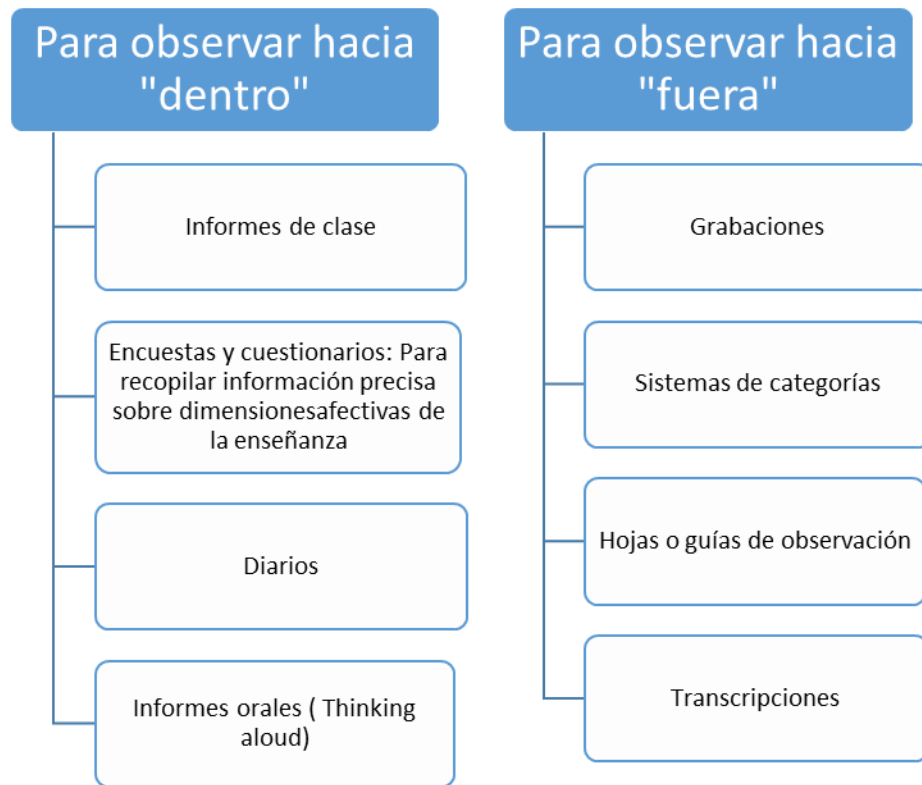 Para observar hacia
"dentro"
Informes de clase
Encuestas y cuestionarios: Para
recopilar información precisa
sobre dimensionesafectivas de
la enseñanza
Diarios
Informes orales ( Thinking
aloud)
Para observar hacia
"fuera"
Grabaciones
Sistemas de categorías
Hojas o guías de observación
Transcripciones